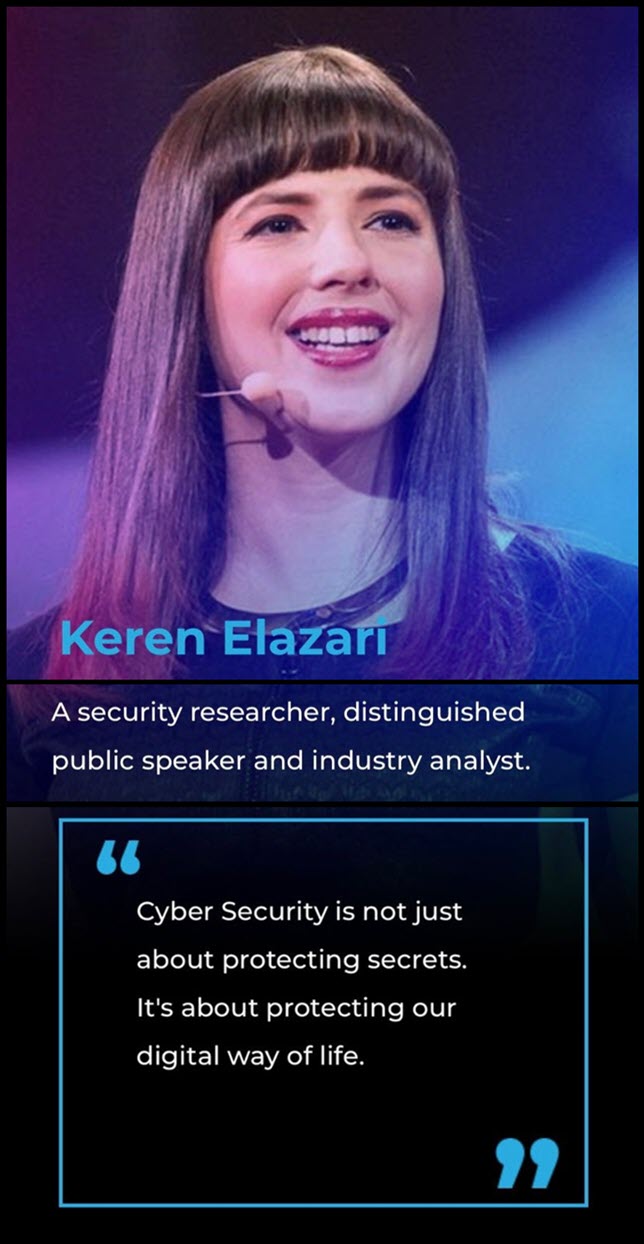 Keren Elazari
A security researcher, distinguished
public speaker and industry analyst.
“
Cyber Security is not just
about protecting secrets.
It's about protecting our
digital way of life.
”